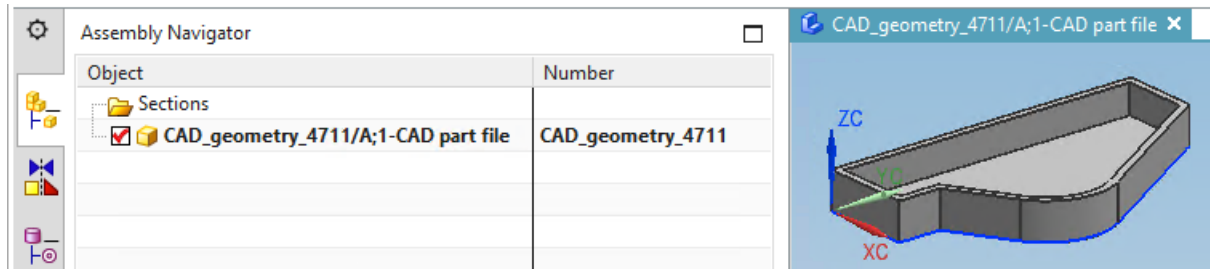 Assembly Navigator
CAD_geometry_4711/A;1-CAD part file
Object Number
Sections
CAD_geometry_4711/A;1-CAD part file CAD_geometry_4711
ZC
YC
XC